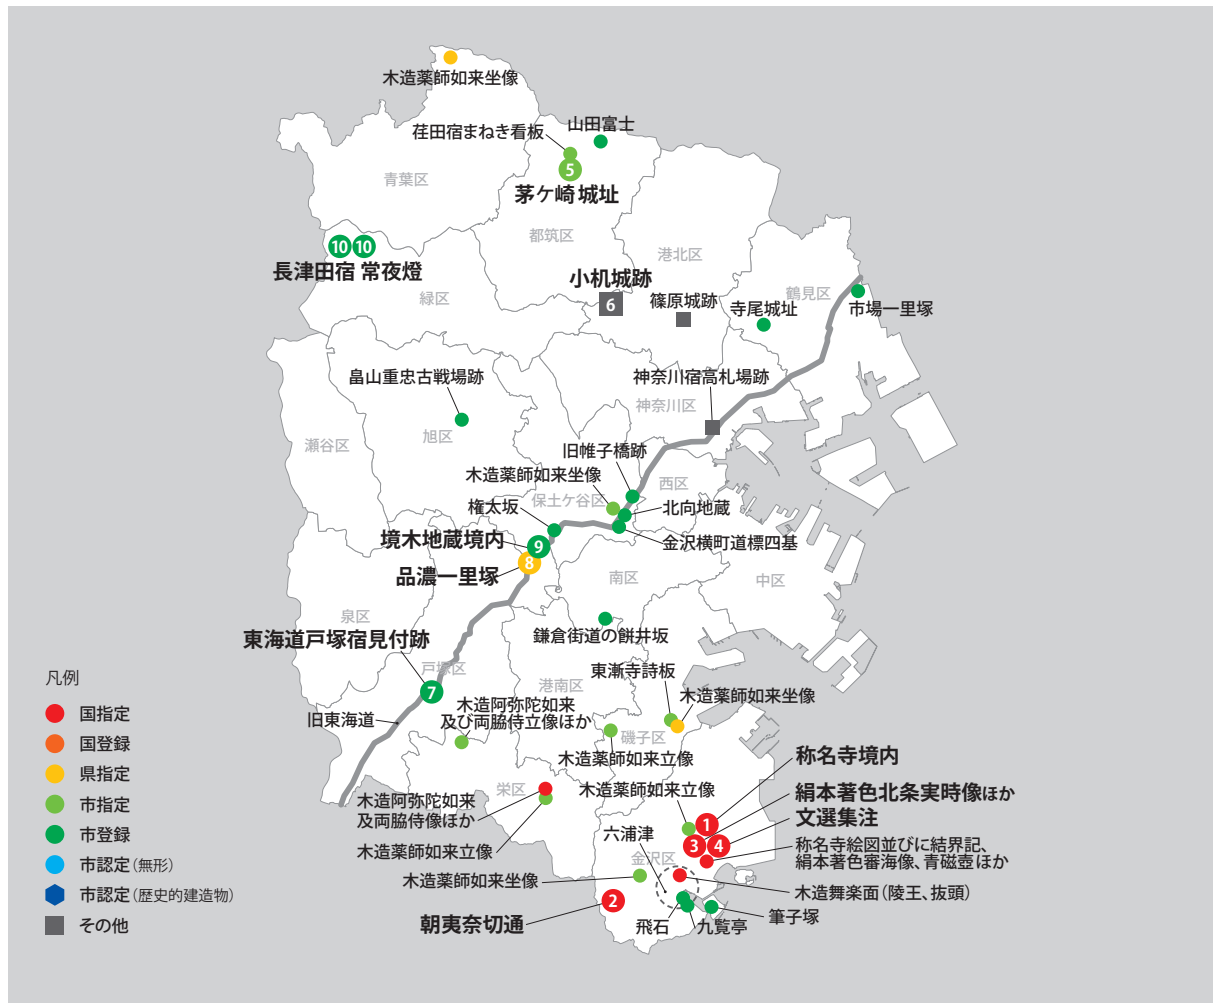 木造薬師如来坐像
荏田宿まねき看板
山田富士
5
茅ケ崎城址
青葉区
都筑区
10 10
長津田宿 常夜燈
緑区
港北区
小机城跡
6
篠原城跡
鶴見区
寺尾城址
市場一里塚
畠山重忠古戦場跡
神奈川宿高札場跡
神奈川区
瀬谷区
旭区
旧帷子橋跡
木造薬師如来坐像
西区
保土ケ谷区
権太坂
北向地蔵
金沢横町道標四基
境木地蔵境内
9
品濃一里塚
8
南区
中区
泉区
鎌倉街道の餅井坂
東海道戸塚宿見付跡
戸塚区
7
港南区
東漸寺詩板
木造薬師如来坐像
旧東海道
木造阿弥陀如来
及び両脇侍立像ほか
磯子区
木造薬師如来立像
栄区
木造阿弥陀如来
及両脇侍像ほか
木造薬師如来立像
木造薬師如来立像
称名寺境内
1
絹本著色北条実時像ほか
3
文選集注
4
称名寺絵図並びに結界記、
絹本著色審海像、青磁壺ほか
六浦津
金沢区
木造薬師如来坐像
木造舞楽面（陵王、抜頭）
2
朝夷奈切通
飛石
九覧亭
筆子塚
凡例
国指定
国登録
県指定
市指定
市登録
市認定（無形）
市認定（歴史的建造物）
その他